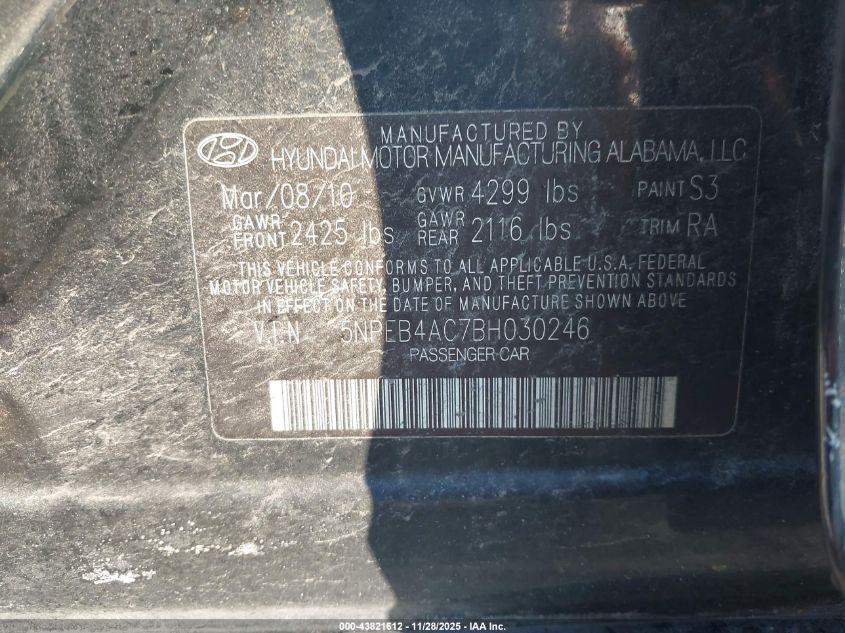 MANUFACTURED BY
HYUNDAI MOTOR MANUFACTURING ALABAMA, LLC
Mar/08/10 GVWR 4299 lbs PAINT S3
GAWR FRONT 2425 lbs GAWR REAR 2116 lbs TRIM RA
THIS VEHICLE CONFORMS TO ALL APPLICABLE U.S.A. FEDERAL
MOTOR VEHICLE SAFETY, BUMPER, AND THEFT PREVENTION STANDARDS
IN EFFECT ON THE DATE OF MANUFACTURE SHOWN ABOVE
V.I.N 5NPEB4AC7BH030246
PASSENGER CAR
000-43821612 - 11/28/2025 - IAA Inc.